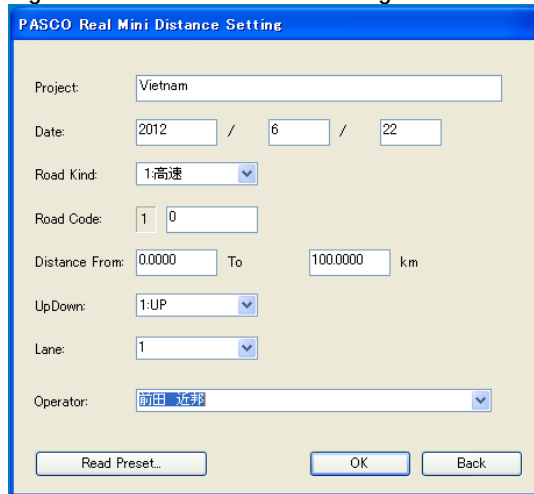 PASCO Real Mini Distance Setting
Project: Vietnam
Date: 2012 / 6 / 22
Road Kind: 1:高速
Road Code: 1 0
Distance From: 0.0000 To 100.0000 km
UpDown: 1:UP
Lane: 1
Operator: 前田 近邦
Read Preset... OK Back